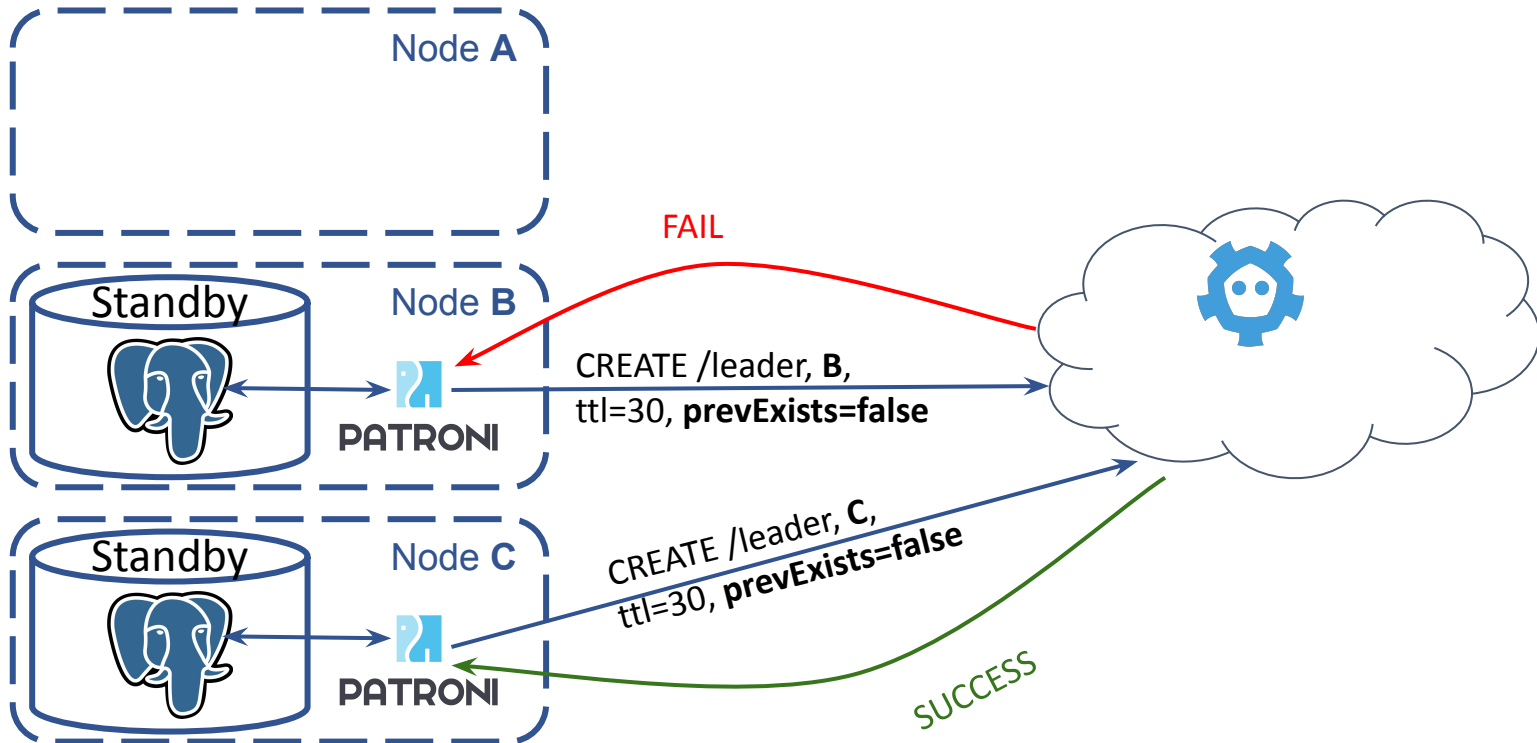 Node A
FAIL
Standby
Node B
CREATE /leader, B,
ttl=30, prevExists=false
PATRONI
Standby
Node C
CREATE /leader, C,
ttl=30, prevExists=false
PATRONI
SUCCESS